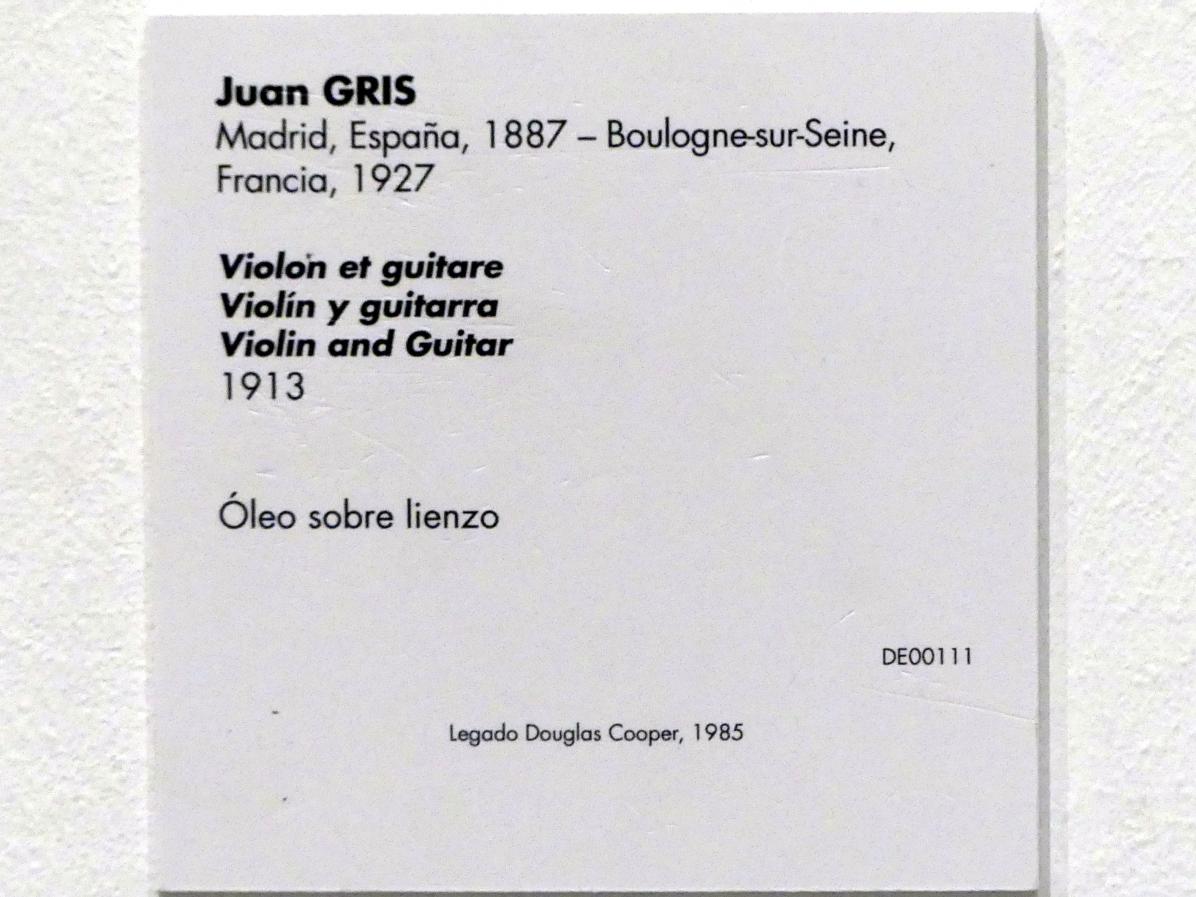 Juan GRIS
Madrid, España, 1887 – Boulogne-sur-Seine,
Francia, 1927
Violon et guitare
Violín y guitarra
Violin and Guitar
1913
Óleo sobre lienzo
DE00111
Legado Douglas Cooper, 1985